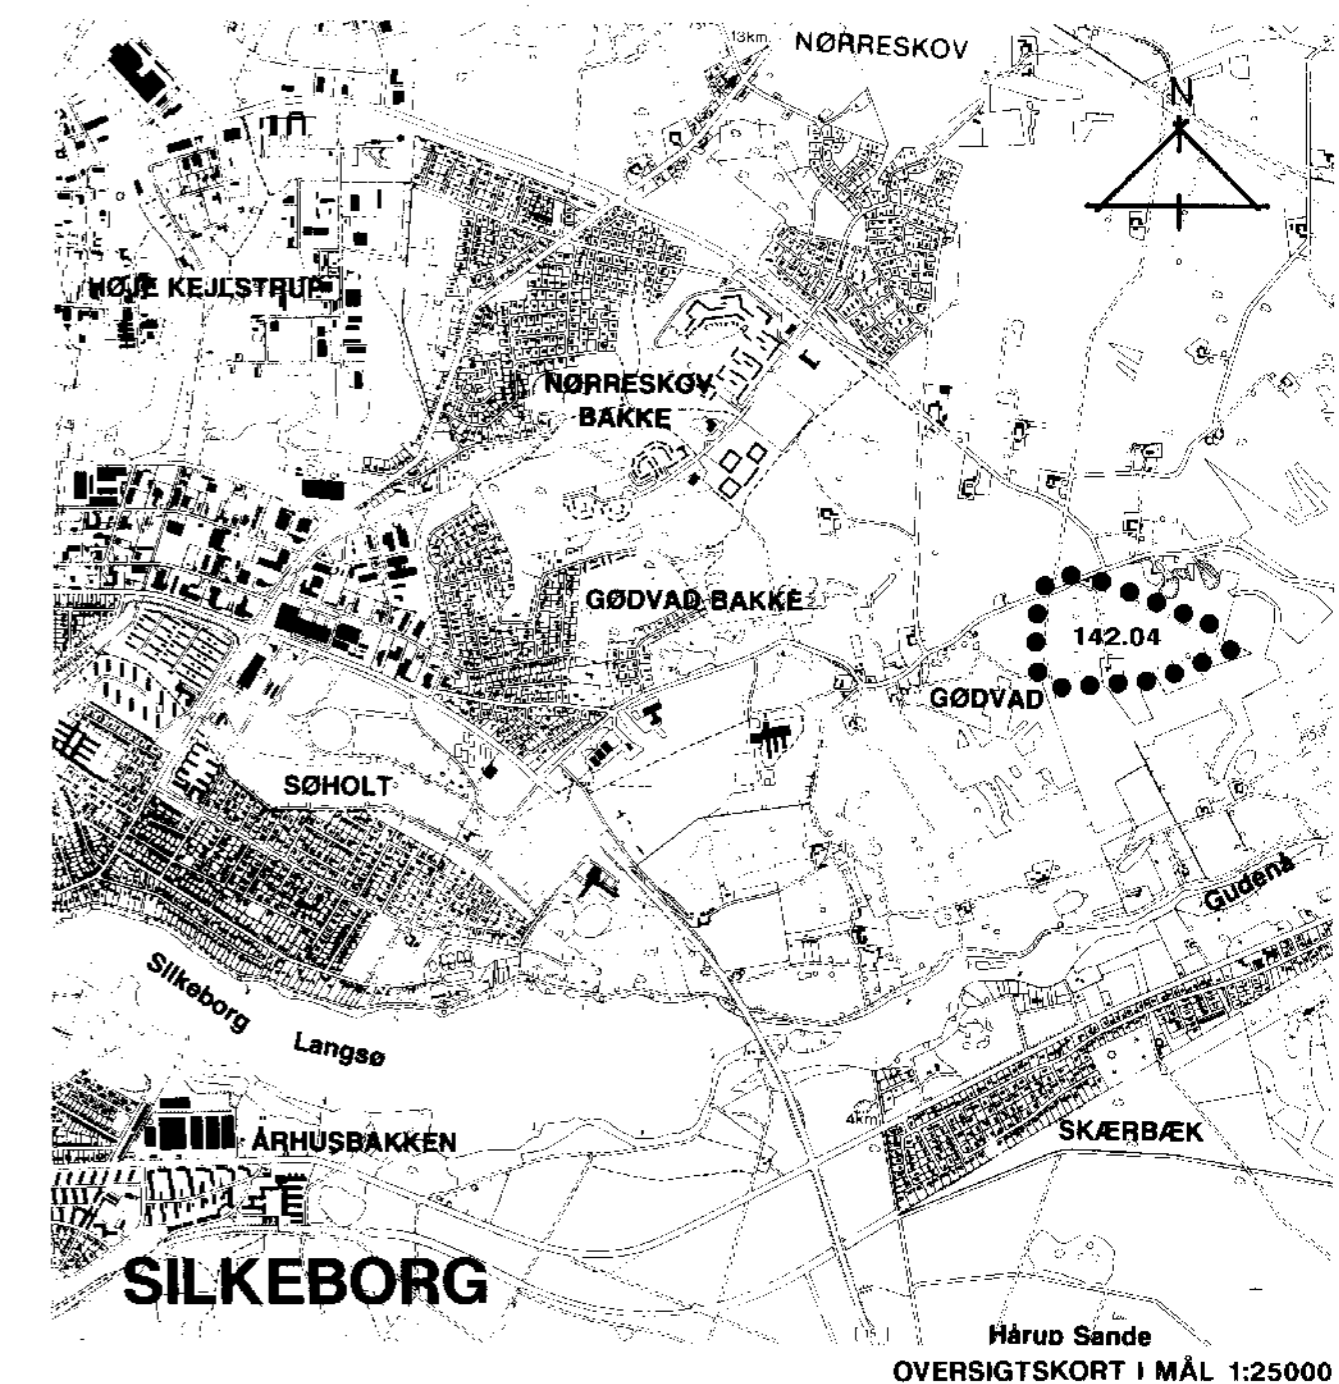 13km
NØRRESKOV
N
HØJE KEJLSTRUP
NØRRESKOV
BAKKE
GØDVAD BAKKE
142.04
GØDVAD
SØHOLT
Gudenå
Silkeborg
Langsø
4km
ÅRHUSBAKKEN
SKÆRBÆK
SILKEBORG
15
Hårup Sande
OVERSIGTSKORT I MÅL 1:25000